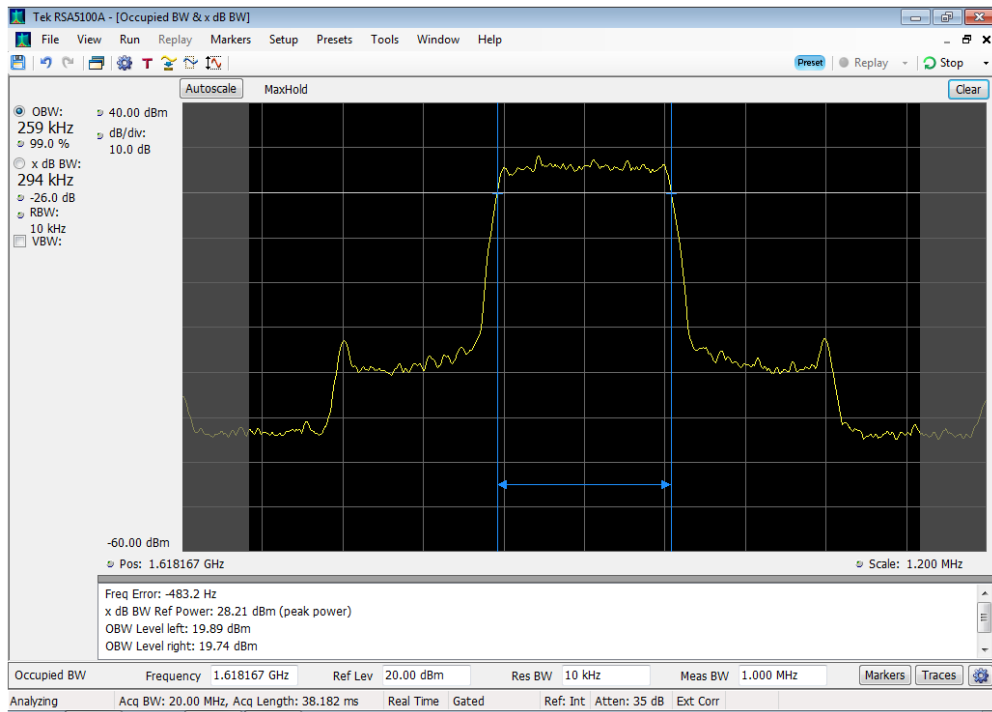 Tek RSA5100A - [Occupied BW & x dB BW]
File View Run Replay Markers Setup Presets Tools Window Help
T Preset Replay Stop
Autoscale MaxHold Clear
OBW:
259 kHz
99.0 %
x dB BW:
294 kHz
-26.0 dB
RBW:
10 kHz
VBW:
40.00 dBm
dB/div:
10.0 dB
-60.00 dBm
Pos: 1.618167 GHz Scale: 1.200 MHz
Freq Error: -483.2 Hz
x dB BW Ref Power: 28.21 dBm (peak power)
OBW Level left: 19.89 dBm
OBW Level right: 19.74 dBm
Occupied BW Frequency 1.618167 GHz Ref Lev 20.00 dBm Res BW 10 kHz Meas BW 1.000 MHz Markers Traces
Analyzing Acq BW: 20.00 MHz, Acq Length: 38.182 ms Real Time Gated Ref: Int Atten: 35 dB Ext Corr